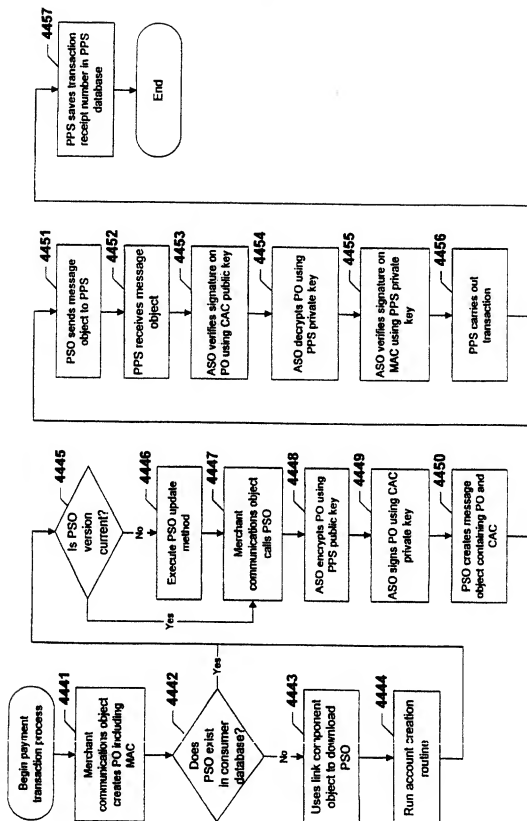 Begin payment
transaction process
4441
Merchant
communications object
creates PO including
MAC
4442
Does
PSO exist
in consumer
database?
Yes
No
4443
Uses link component
object to download
PSO
4444
Run account creation
routine
4445
Is PSO
version
current?
Yes
No
4446
Execute PSO update
method
4447
Merchant
communications object
calls PSO
4448
ASO encrypts PO using
PPS public key
4449
ASO signs PO using CAC
private key
4450
PSO creates message
object containing PO and
CAC
4451
PSO sends message
object to PPS
4452
PPS receives message
object
4453
ASO verifies signature on
PO using CAC public key
4454
ASO decrypts PO using
PPS private key
4455
ASO verifies signature on
MAC using PPS private
key
4456
PPS carries out
transaction
4457
PPS saves transaction
receipt number in PPS
database
End